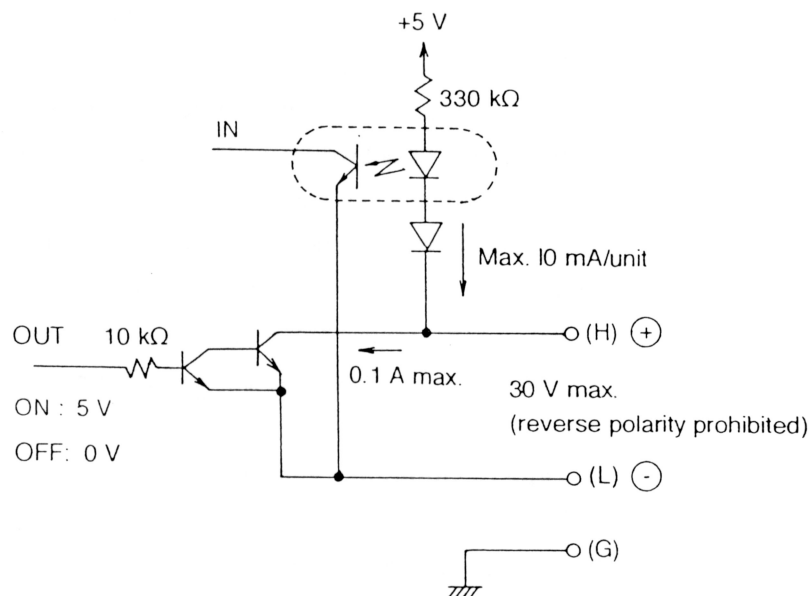 +5 V
330 kΩ
IN
Max. 10 mA/unit
OUT 10 kΩ
(H) +
0.1 A max.
ON : 5 V
30 V max.
(reverse polarity prohibited)
OFF: 0 V
(L) -
(G)